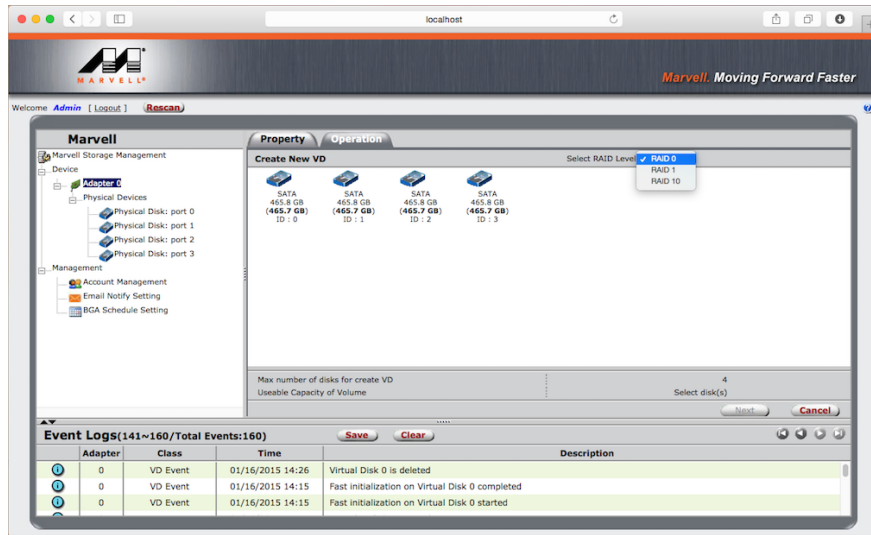 localhost
MARVELL®
Marvell. Moving Forward Faster
Welcome Admin [ Logout ] Rescan
Marvell
Marvell Storage Management
Device
Adapter 0
Physical Devices
Physical Disk: port 0
Physical Disk: port 1
Physical Disk: port 2
Physical Disk: port 3
Management
Account Management
Email Notify Setting
BGA Schedule Setting
Property Operation
Create New VD Select RAID Level ✓ RAID 0
RAID 1
RAID 10
SATA SATA SATA SATA
465.8 GB 465.8 GB 465.8 GB 465.8 GB
(465.7 GB) (465.7 GB) (465.7 GB) (465.7 GB)
ID : 0 ID : 1 ID : 2 ID : 3
Max number of disks for create VD 4
Useable Capacity of Volume Select disk(s)
Next Cancel
Event Logs(141~160/Total Events:160) Save Clear
Adapter Class Time Description
0 VD Event 01/16/2015 14:26 Virtual Disk 0 is deleted
0 VD Event 01/16/2015 14:15 Fast initialization on Virtual Disk 0 completed
0 VD Event 01/16/2015 14:15 Fast initialization on Virtual Disk 0 started